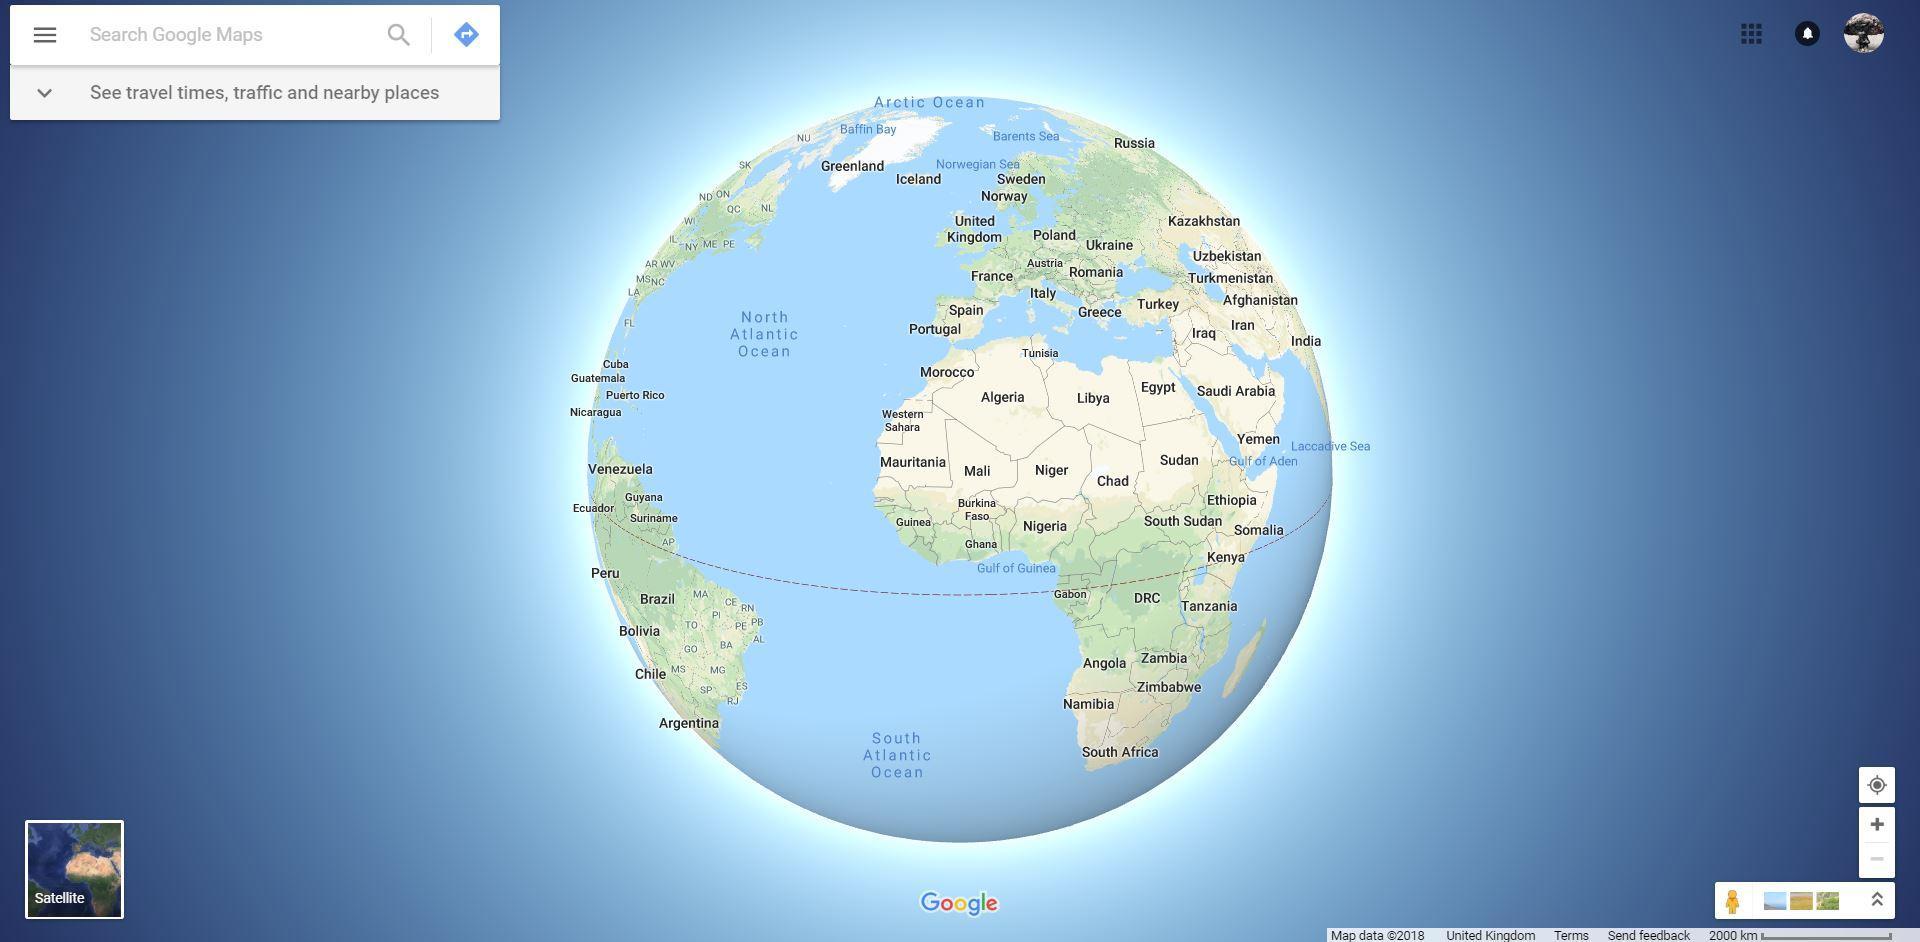 Search Google Maps
See travel times, traffic and nearby places
Arctic Ocean
Baffin Bay
Barents Sea
NU
Russia
Greenland
Norwegian Sea
SK
Iceland
Sweden
ND ON
Norway
QC NL
WI
United
Kingdom
Kazakhstan
Poland
Ukraine
IL
NY ME PE
Uzbekistan
AR WV
Austria
Romania
France
Turkmenistan
MS NC
LA
Italy
Afghanistan
Turkey
Spain
Greece
North
Atlantic
Ocean
FL
Portugal
Iran
Iraq
India
Tunisia
Cuba
Guatemala
Morocco
Puerto Rico
Algeria
Libya
Egypt
Saudi Arabia
Nicaragua
Western
Sahara
Yemen
Laccadive Sea
Gulf of Aden
Venezuela
Mauritania
Mali
Niger
Sudan
Chad
Guyana
Ethiopia
Ecuador
Burkina
Faso
Suriname
Guinea
Nigeria
South Sudan
Somalia
AP
Ghana
Kenya
Gulf of Guinea
Peru
Brazil
MA
CE
RN
Gabon
DRC
Tanzania
PI
TO
PE
PB
Bolivia
AL
BA
GO
Angola
Zambia
Chile
MS
MG
SP
ES
Zimbabwe
RJ
Namibia
Argentina
South
Atlantic
Ocean
South Africa
Satellite
Google
Map data ©2018 United Kingdom Terms Send feedback 2000 km